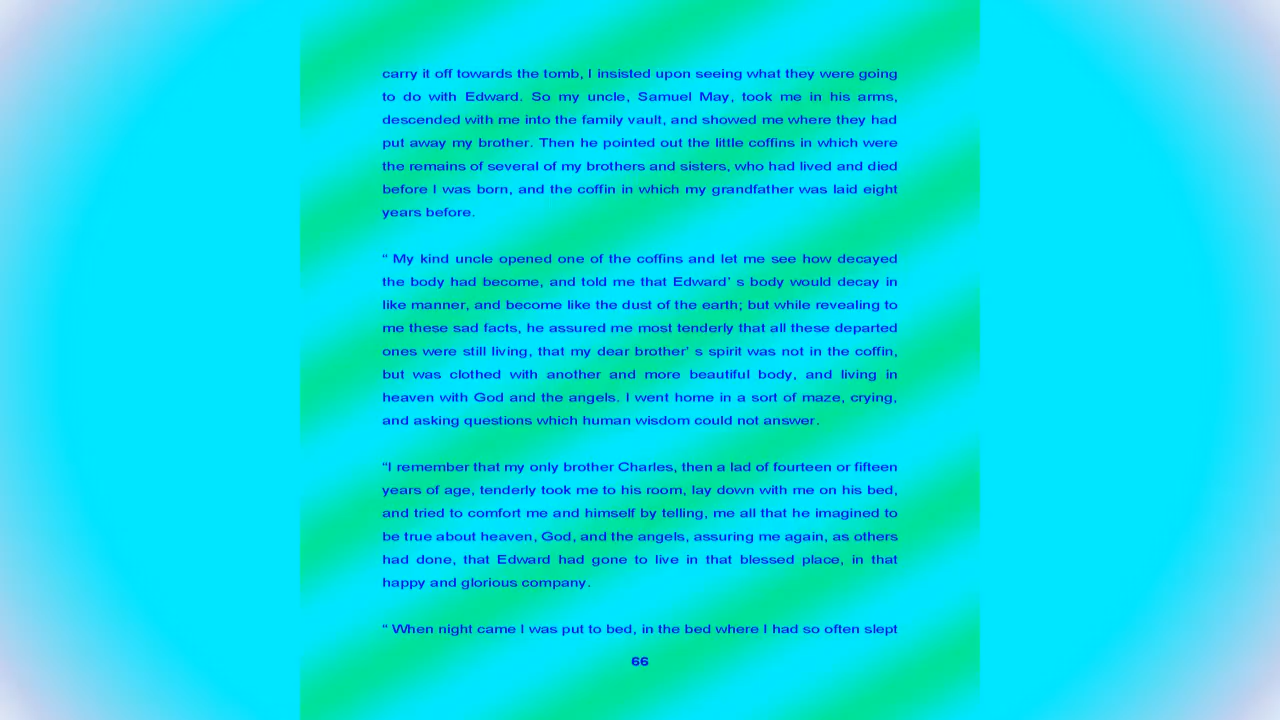 carry it off towards the tomb, I insisted upon seeing what they were going
to do with Edward. So my uncle, Samuel May, took me in his arms,
descended with me into the family vault, and showed me where they had
put away my brother. Then he pointed out the little coffins in which were
the remains of several of my brothers and sisters, who had lived and died
before I was born, and the coffin in which my grandfather was laid eight
years before.
“ My kind uncle opened one of the coffins and let me see how decayed
the body had become, and told me that Edward’ s body would decay in
like manner, and become like the dust of the earth; but while revealing to
me these sad facts, he assured me most tenderly that all these departed
ones were still living, that my dear brother’ s spirit was not in the coffin,
but was clothed with another and more beautiful body, and living in
heaven with God and the angels. I went home in a sort of maze, crying,
and asking questions which human wisdom could not answer.
“I remember that my only brother Charles, then a lad of fourteen or fifteen
years of age, tenderly took me to his room, lay down with me on his bed,
and tried to comfort me and himself by telling, me all that he imagined to
be true about heaven, God, and the angels, assuring me again, as others
had done, that Edward had gone to live in that blessed place, in that
happy and glorious company.
“ When night came I was put to bed, in the bed where I had so often slept
66